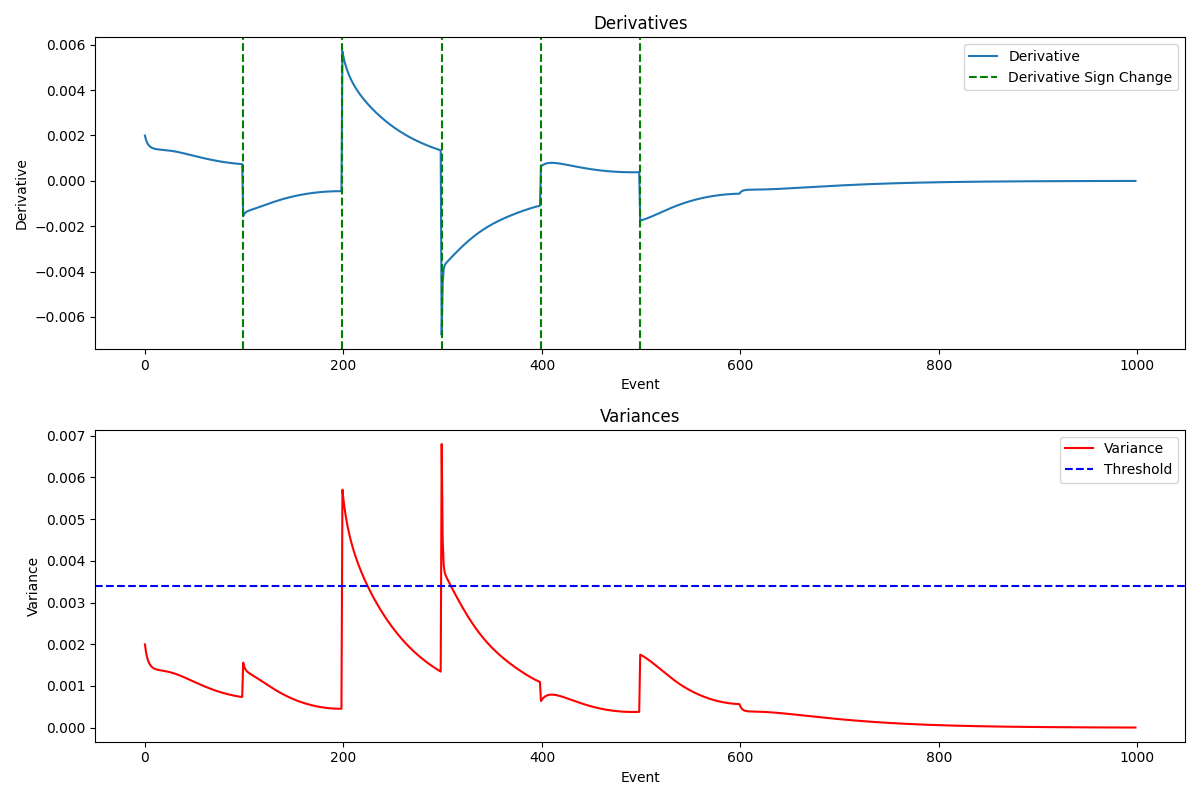 Derivatives
0.006
0.004
0.002
0.000
−0.002
−0.004
−0.006
Derivative
Derivative
Derivative Sign Change
0 200 400 600 800 1000
Event
Variances
0.007
0.006
0.005
0.004
0.003
0.002
0.001
0.000
Variance
Variance
Threshold
0 200 400 600 800 1000
Event